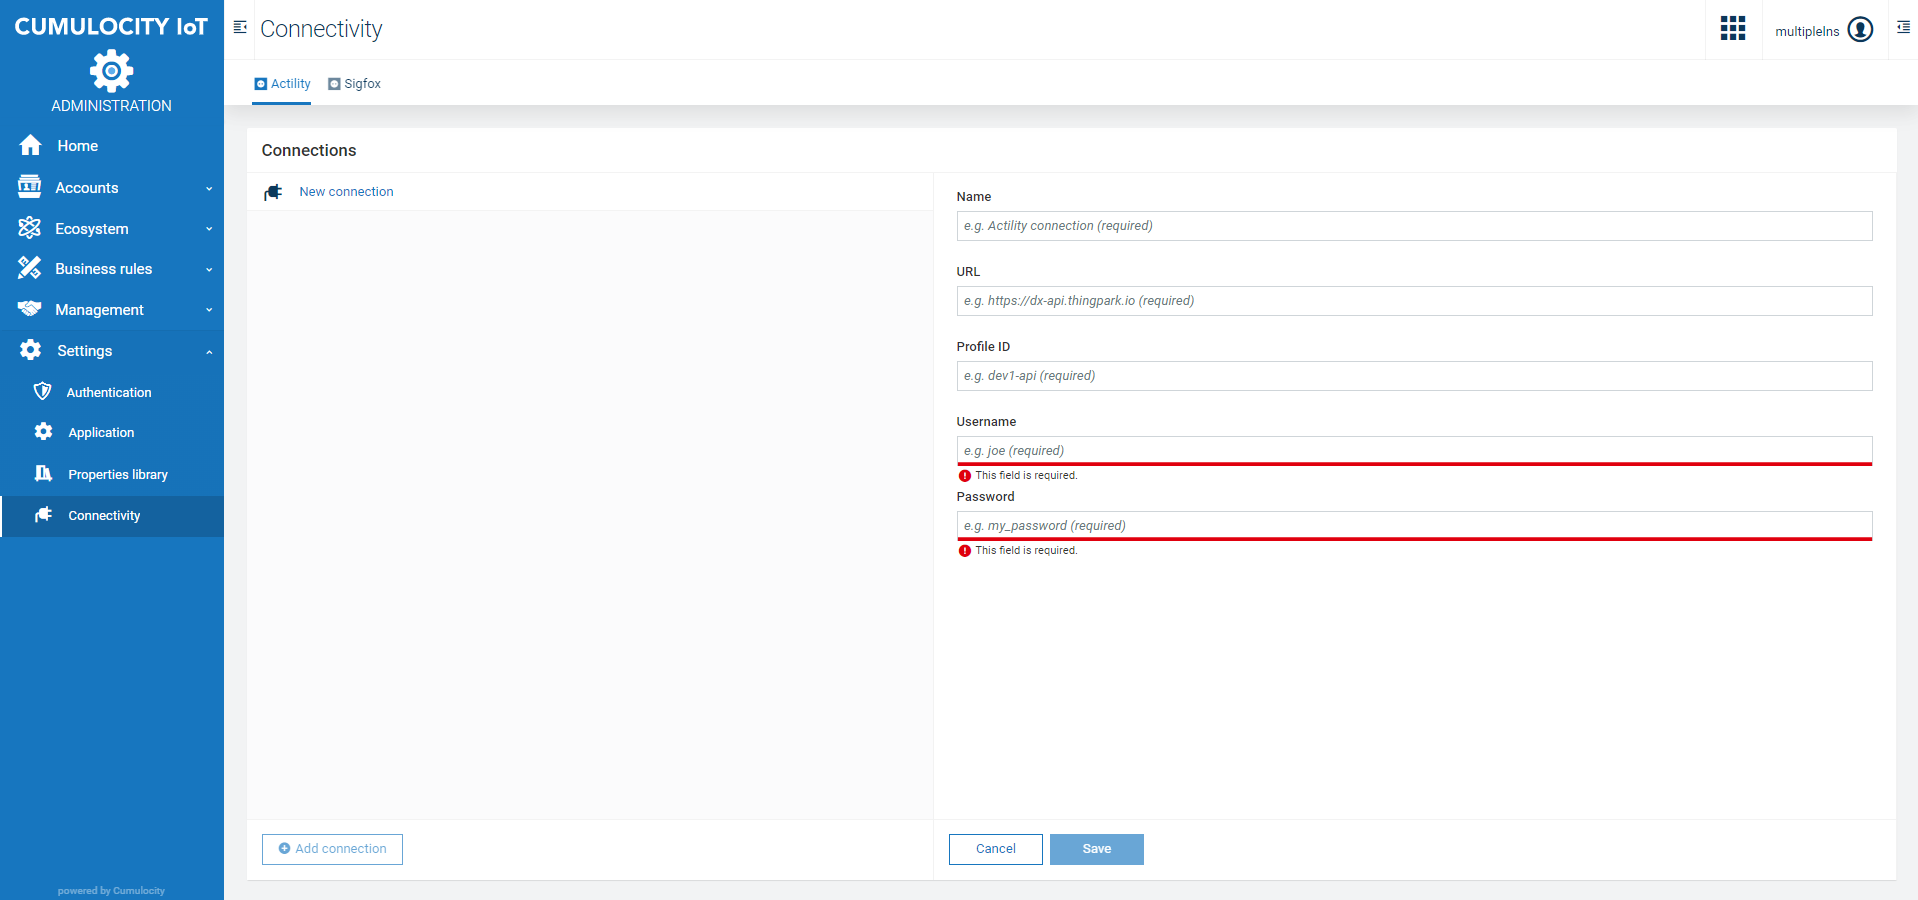 CUMULOCITY IoT
ADMINISTRATION
Home
Accounts
Ecosystem
Business rules
Management
Settings
Authentication
Application
Properties library
Connectivity
powered by Cumulocity
Connectivity
multiplelns
Actility
Sigfox
Connections
New connection
Name
e.g. Actility connection (required)
URL
e.g. https://dx-api.thingpark.io (required)
Profile ID
e.g. dev1-api (required)
Username
e.g. joe (required)
This field is required.
Password
e.g. my_password (required)
This field is required.
Add connection
Cancel
Save